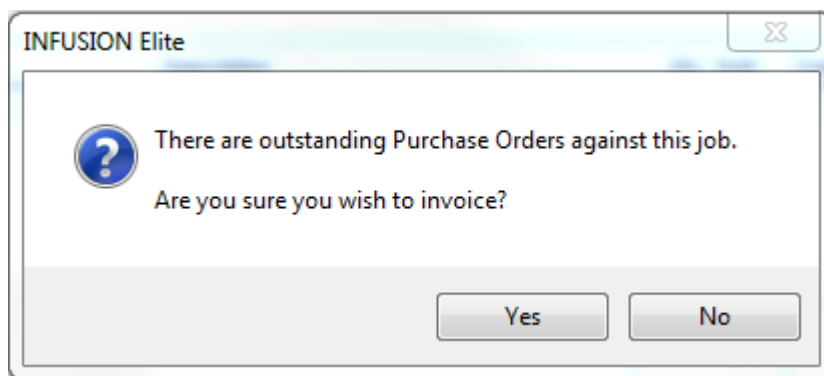 INFUSION Elite
There are outstanding Purchase Orders against this job.
Are you sure you wish to invoice?
Yes No